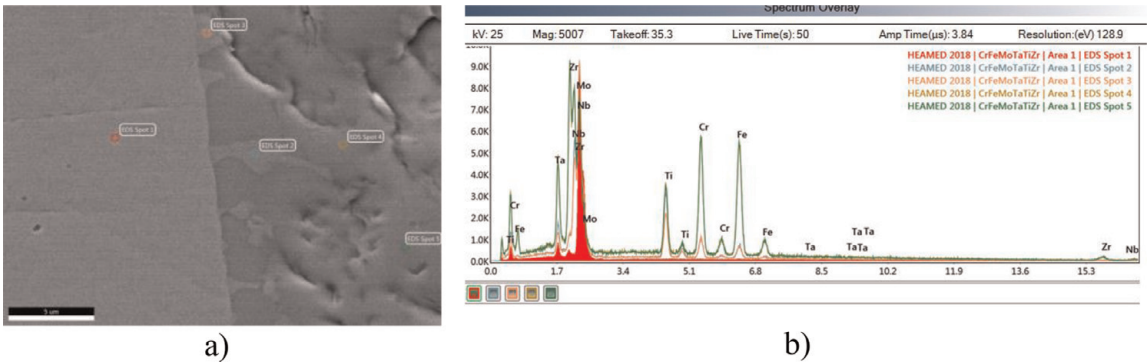 EDS Spot 3
EDS Spot 1
EDS Spot 2
EDS Spot 4
EDS Spot 5
5 um
a)
Spectrum Overlay
kV: 25 Mag: 5007 Takeoff: 35.3 Live Time(s): 50 Amp Time(µs): 3.84 Resolution:(eV) 128.9
HEAMED 2018 | CrFeMoTaTiZr | Area 1 | EDS Spot 1
HEAMED 2018 | CrFeMoTaTiZr | Area 1 | EDS Spot 2
HEAMED 2018 | CrFeMoTaTiZr | Area 1 | EDS Spot 3
HEAMED 2018 | CrFeMoTaTiZr | Area 1 | EDS Spot 4
HEAMED 2018 | CrFeMoTaTiZr | Area 1 | EDS Spot 5
10.0K
9.0K
8.0K
7.0K
6.0K
5.0K
4.0K
3.0K
2.0K
1.0K
Zr
Mo
Nb
Nb
Zr
Ta
Mo
Cr
Fe
Ti
Ti
Ti
Cr
Fe
Cr
Fe
Ta
Ta Ta
Ta Ta
Zr
Nb
0.0 1.7 3.4 5.1 6.8 8.5 10.2 11.9 13.6 15.3
b)